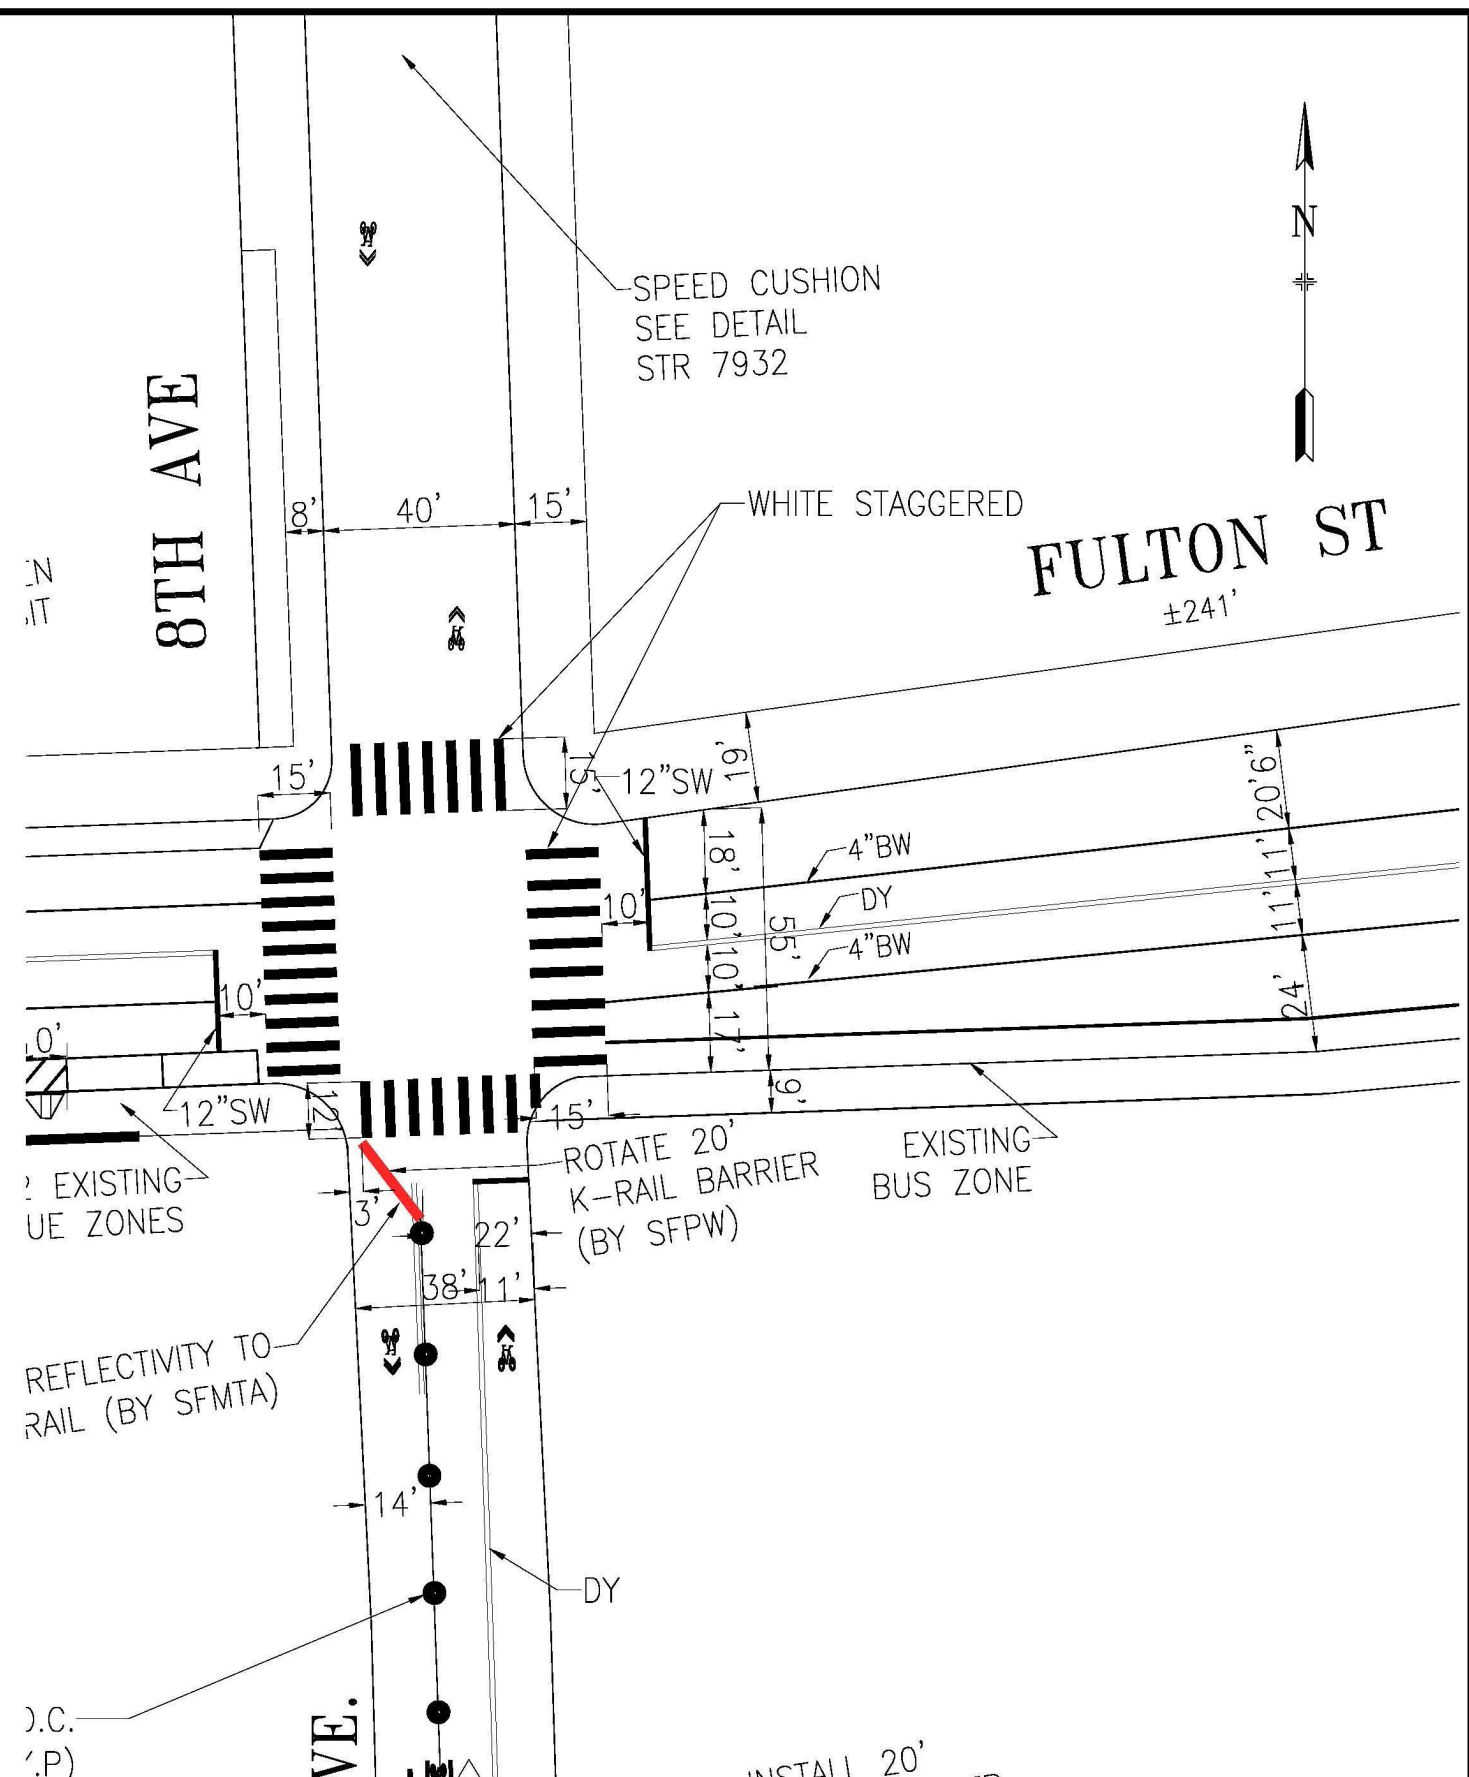 SPEED CUSHION
SEE DETAIL
STR 7932
N
8TH AVE
8'
40'
15'
WHITE STAGGERED
FULTON ST
±241'
15'
15'
12"SW
19'
20'6"
18'
4"BW
11'
10'
10'
55'
DY
11'
10'
4"BW
10'
17'
24'
12"SW
12'
15'
9'
EXISTING
BUS ZONE
ROTATE 20'
K-RAIL BARRIER
(BY SFPW)
EXISTING
UE ZONES
3'
22'
38'
11'
REFLECTIVITY TO
RAIL (BY SFMTA)
14'
DY
O.C.
VE.
INSTALL 20'